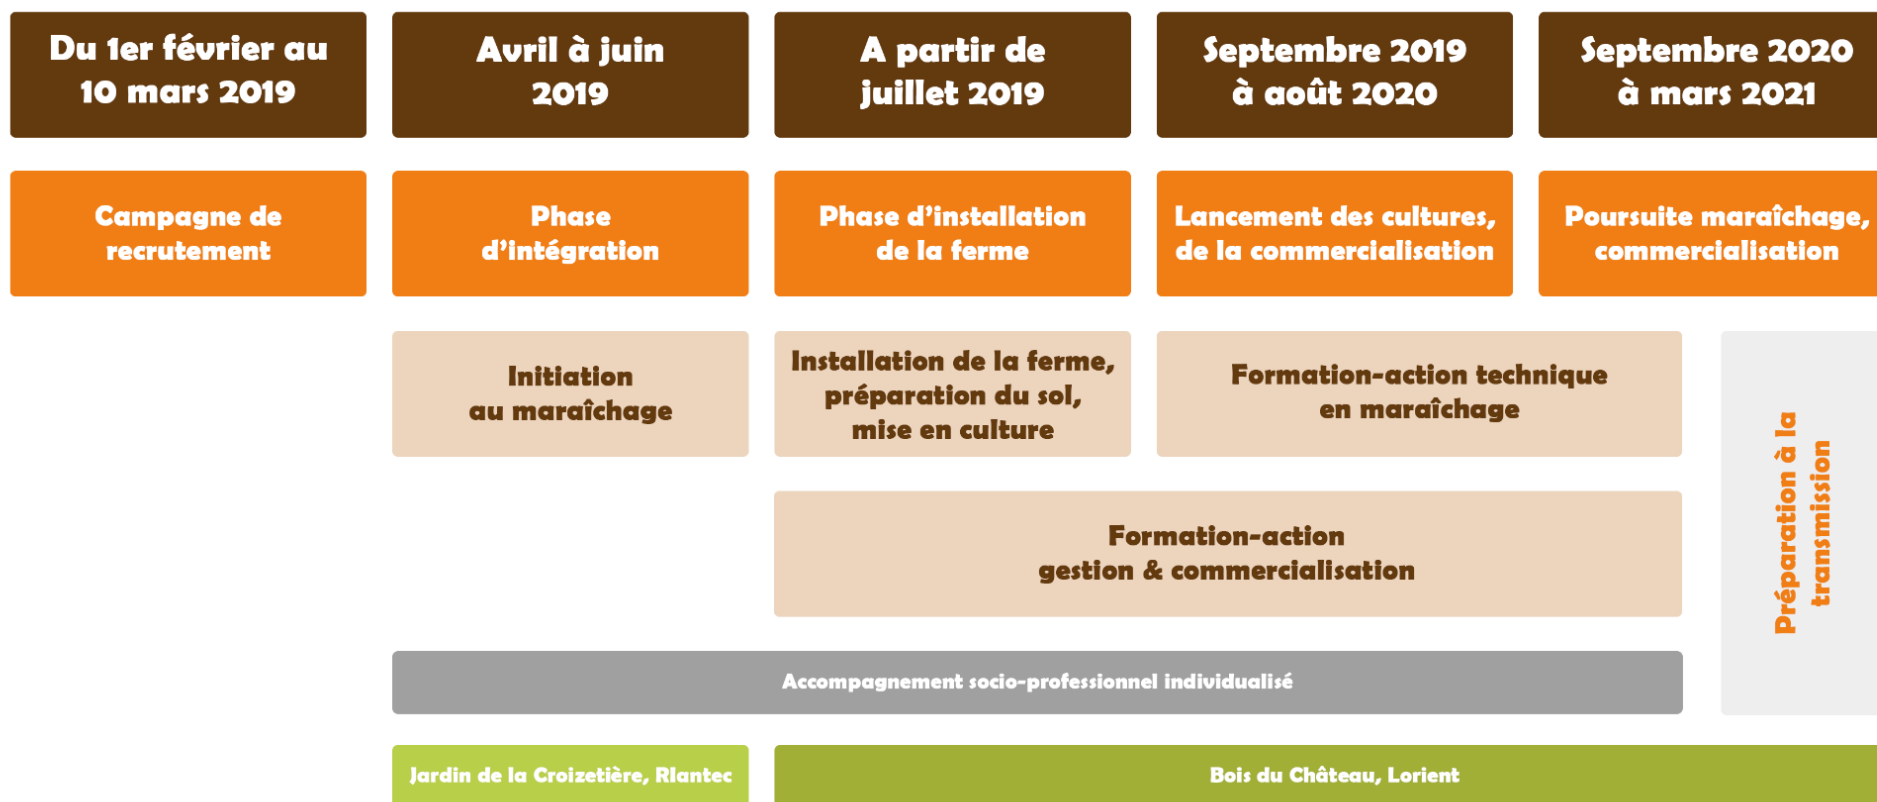 Du 1er février au
10 mars 2019
Avril à juin
2019
A partir de
juillet 2019
Septembre 2019
à août 2020
Septembre 2020
à mars 2021
Campagne de
recrutement
Phase
d'intégration
Phase d'installation
de la ferme
Lancement des cultures,
de la commercialisation
Poursuite maraîchage,
commercialisation
Initiation
au maraîchage
Installation de la ferme,
préparation du sol,
mise en culture
Formation-action technique
en maraîchage
Préparation à la
transmission
Formation-action
gestion & commercialisation
Accompagnement socio-professionnel individualisé
Jardin de la Croizetière, RIantec
Bois du Château, Lorient